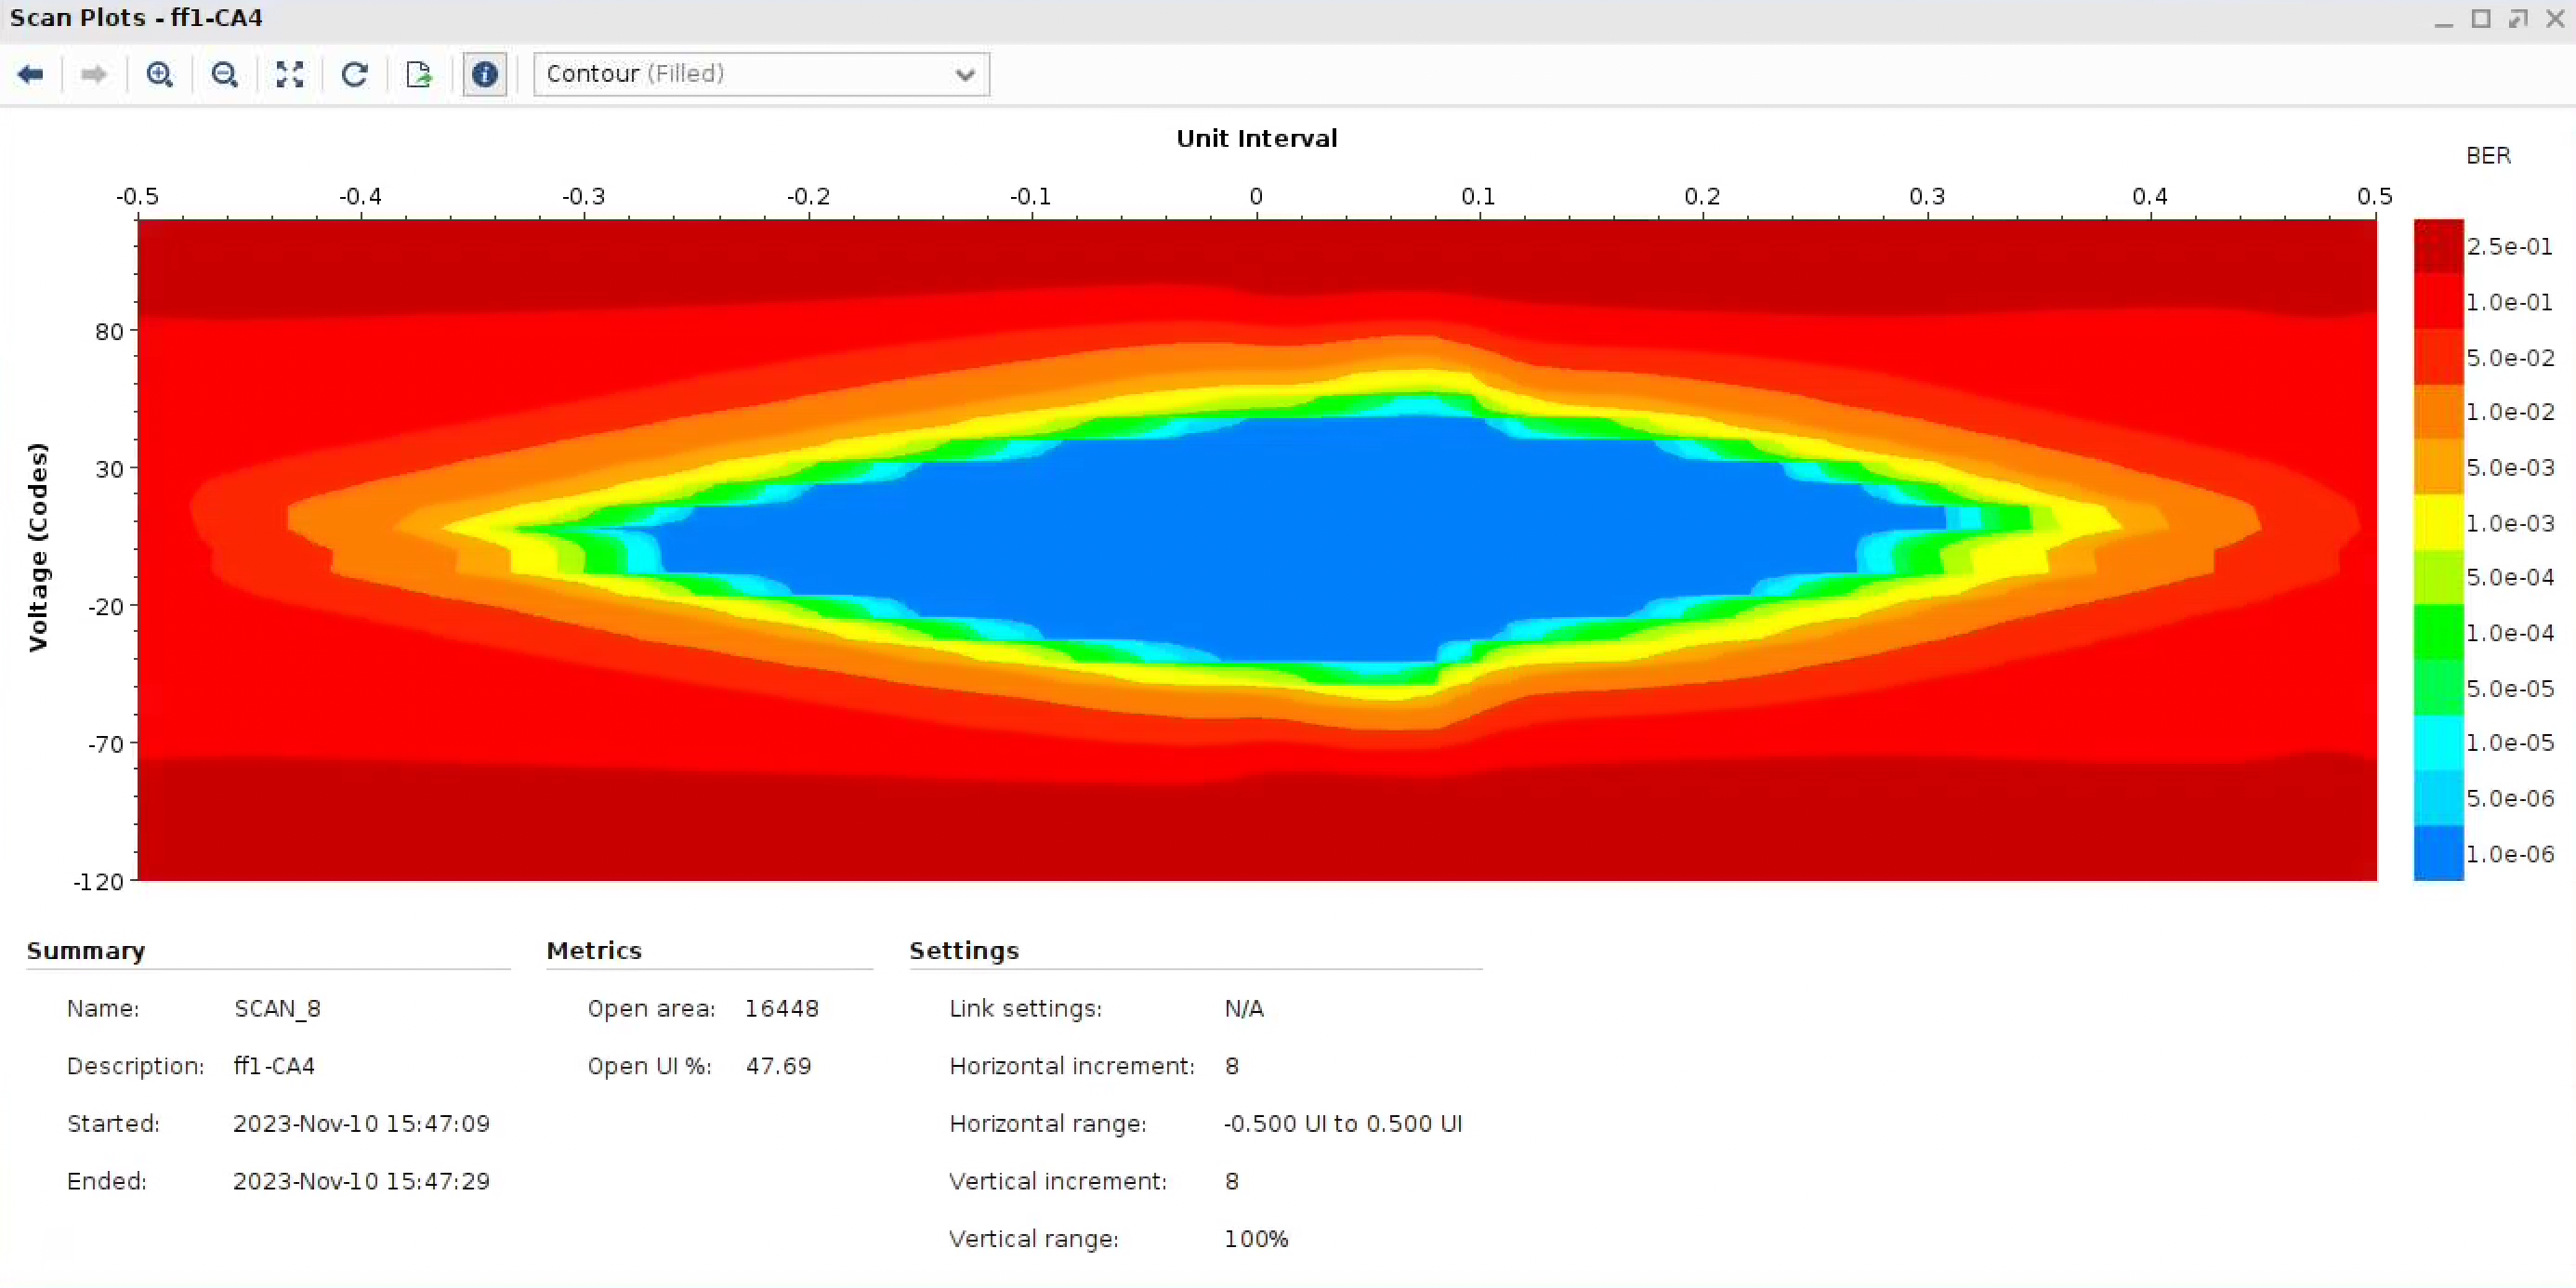 Scan Plots - ff1-CA4
Contour (Filled)
Unit Interval
BER
-0.5 -0.4 -0.3 -0.2 -0.1 0 0.1 0.2 0.3 0.4 0.5
Voltage (Codes)
80
30
-20
-70
-120
2.5e-01
1.0e-01
5.0e-02
1.0e-02
5.0e-03
1.0e-03
5.0e-04
1.0e-04
5.0e-05
1.0e-05
5.0e-06
1.0e-06
Summary
Name: SCAN_8
Description: ff1-CA4
Started: 2023-Nov-10 15:47:09
Ended: 2023-Nov-10 15:47:29
Metrics
Open area: 16448
Open UI %: 47.69
Settings
Link settings: N/A
Horizontal increment: 8
Horizontal range: -0.500 UI to 0.500 UI
Vertical increment: 8
Vertical range: 100%